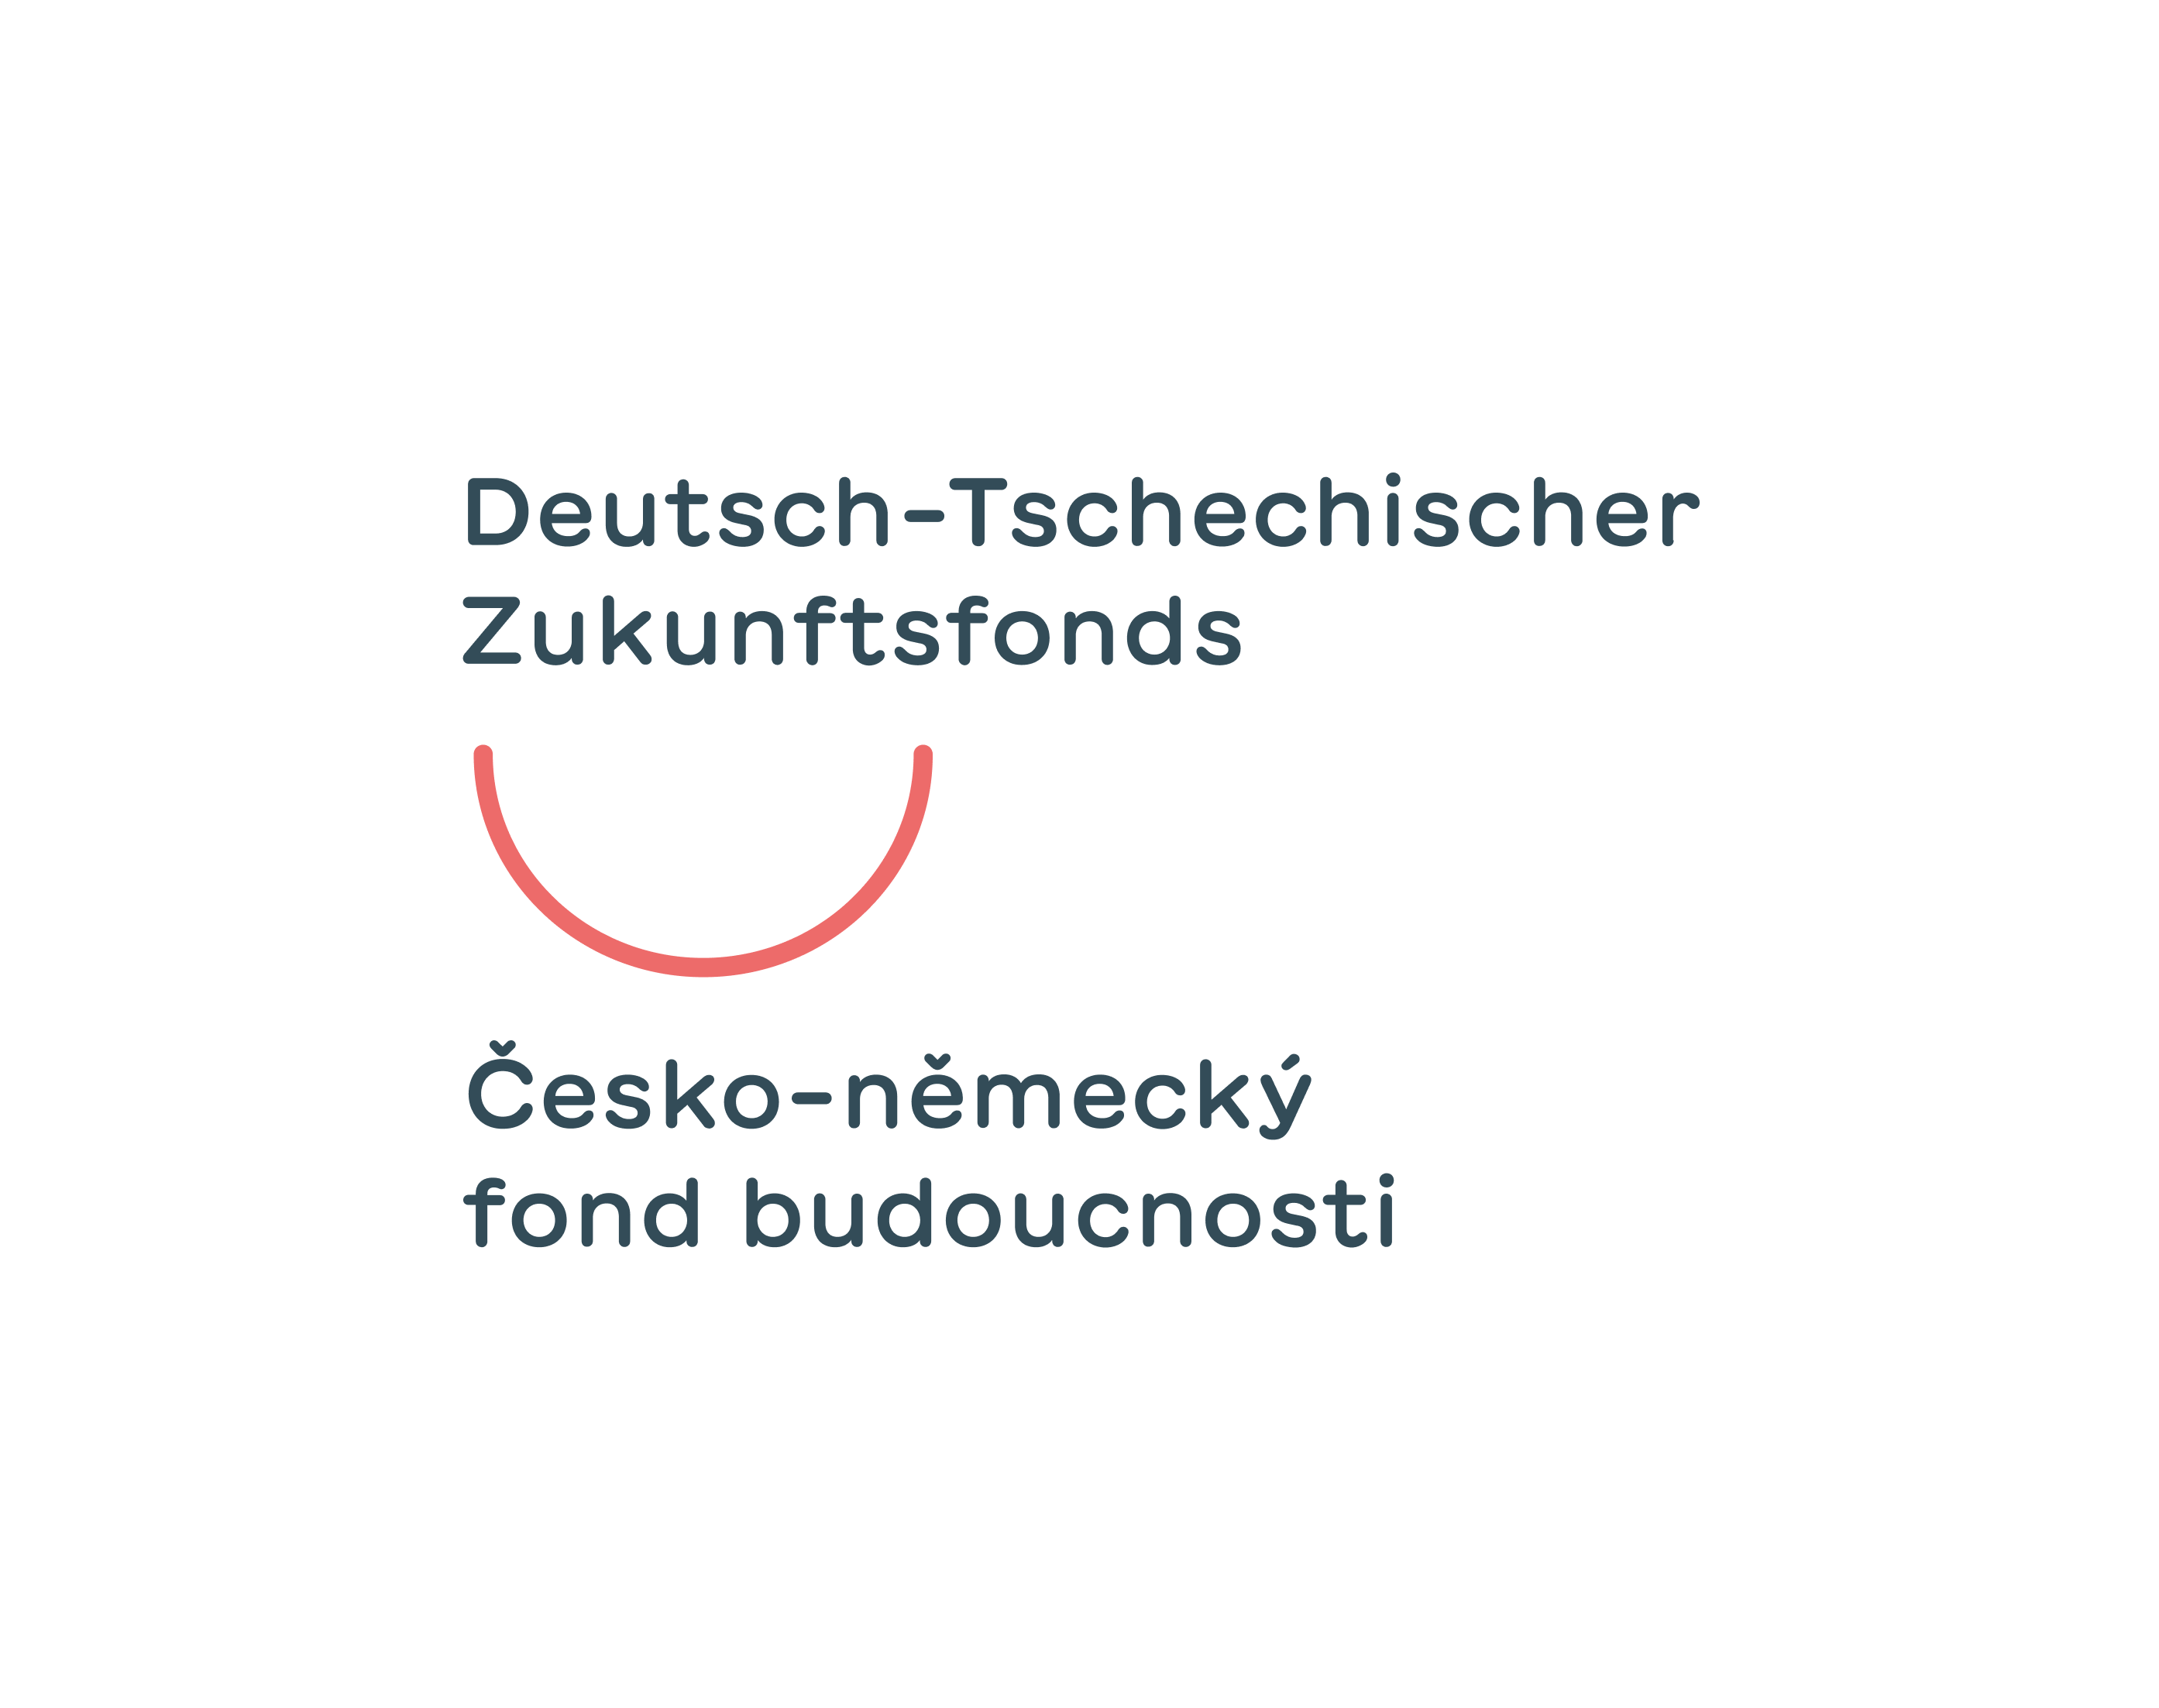 Deutsch-Tschechischer
Zukunftsfonds
Česko-německý
fond budoucnosti